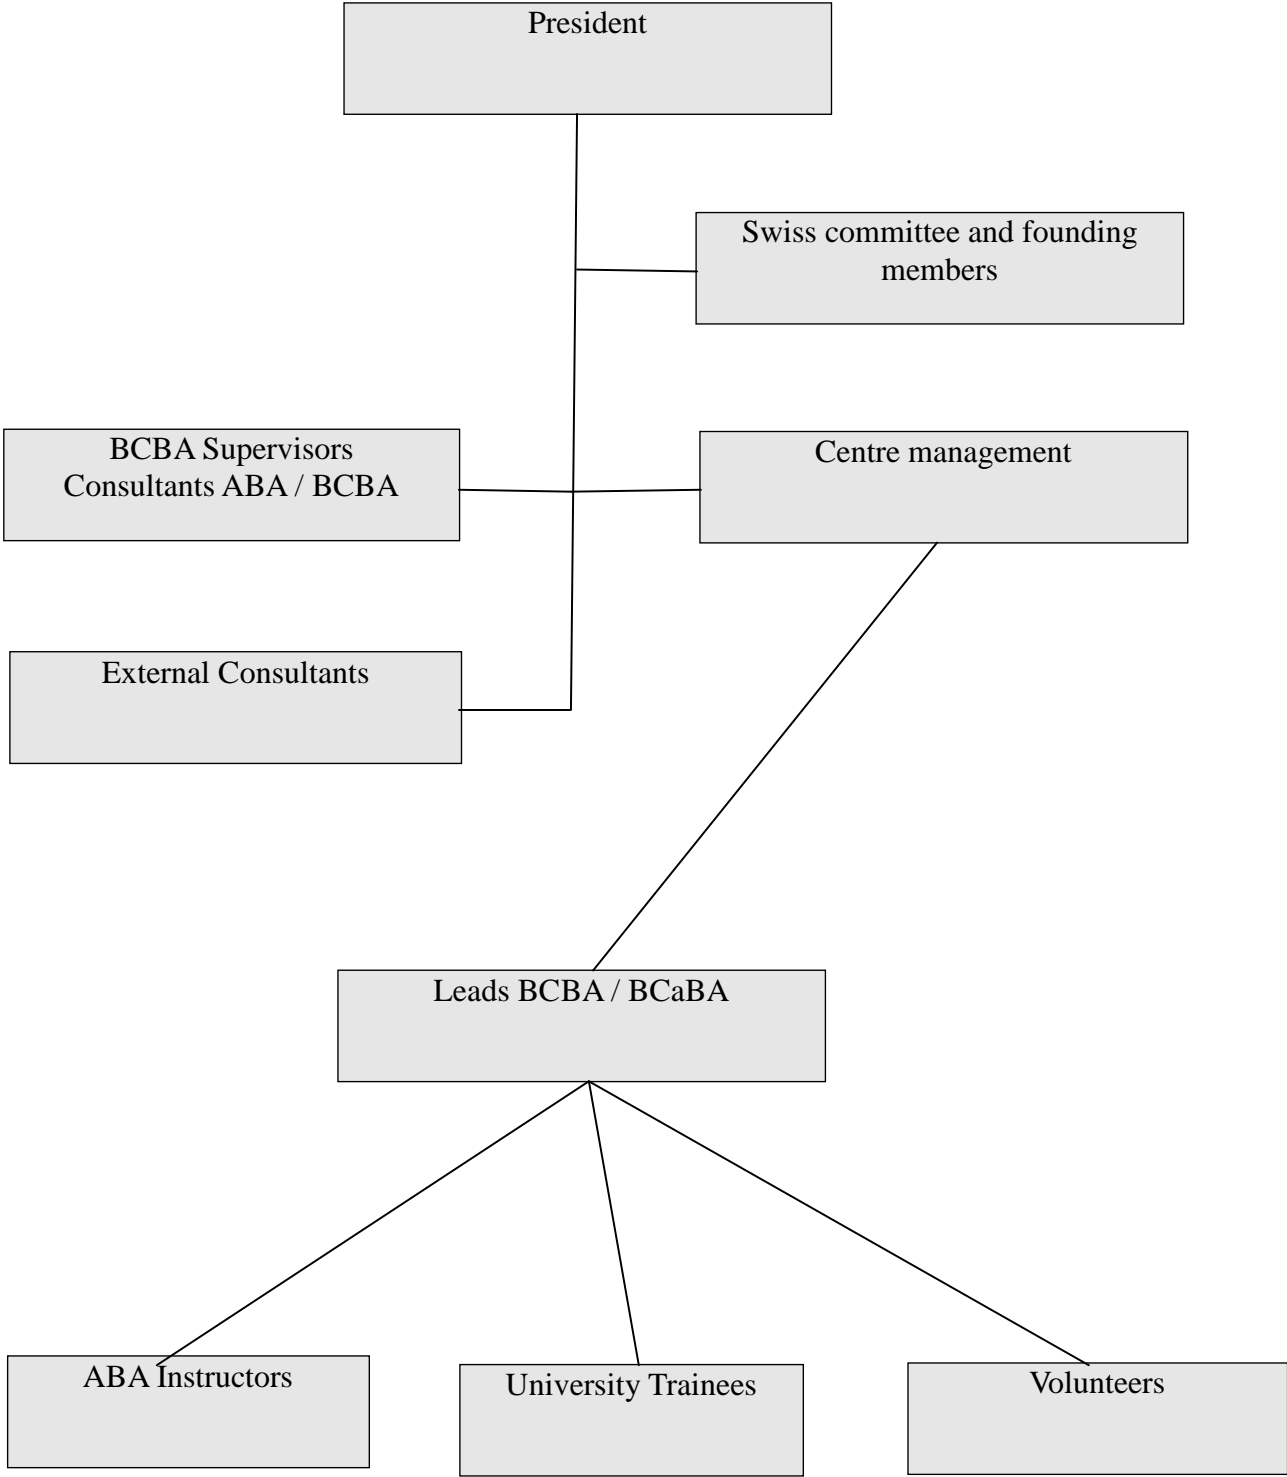 President
Swiss committee and founding
members
BCBA Supervisors
Consultants ABA / BCBA
Centre management
External Consultants
Leads BCBA / BCaBA
ABA Instructors
University Trainees
Volunteers